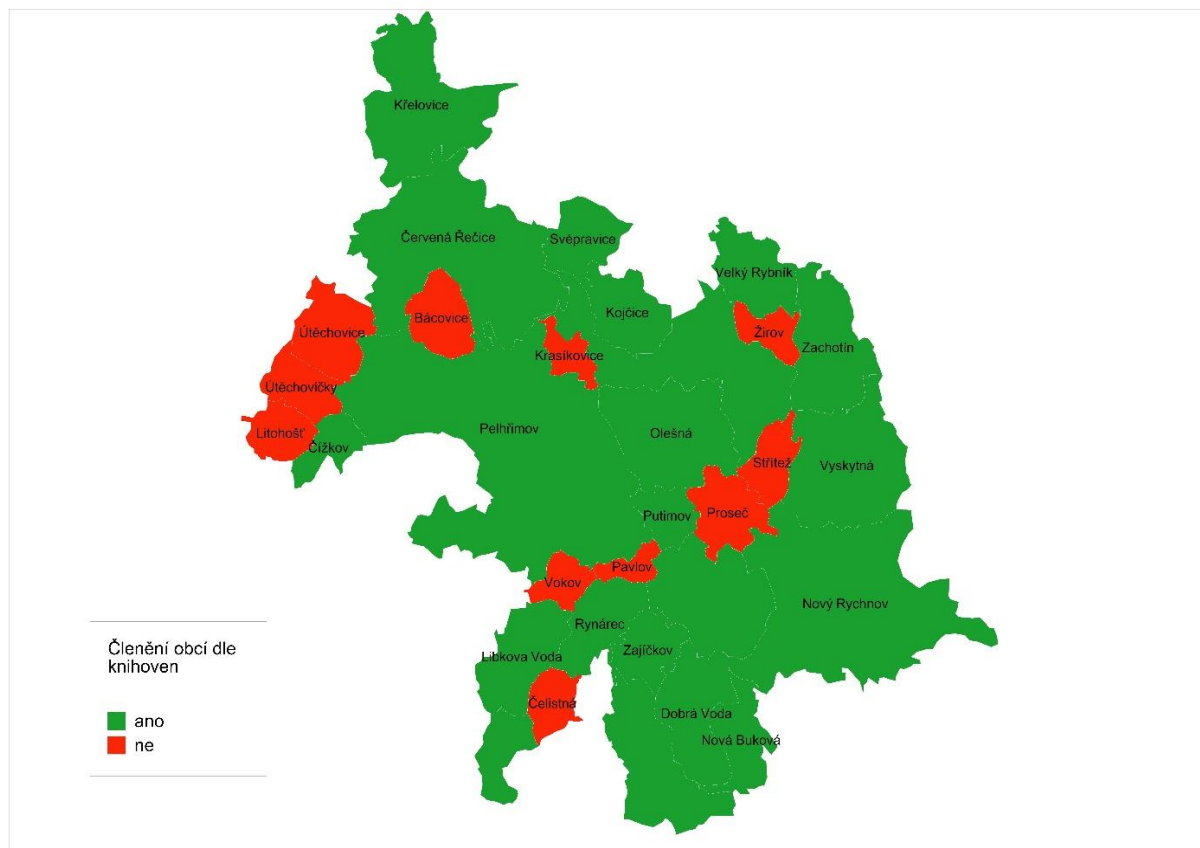 Křelovice
Červená Řečice
Svépravice
Velký Rybník
Kojčice
Bácovice
Útěchovice
Žirov
Zachotín
Krasíkovice
Útěchovičky
Litohošť
Čížkov
Pelhřimov
Olešná
Střítež
Vyskytná
Putimov
Proseč
Pavlov
Vokov
Nový Rychnov
Rynárec
Zajíčkov
Libkova Voda
Čelistná
Dobrá Voda
Nová Buková
Členění obcí dle
knihoven
ano
ne